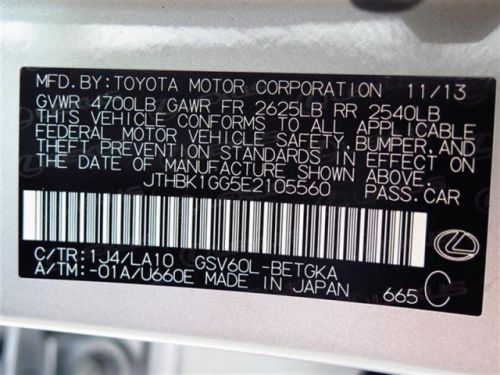 MFD. BY: TOYOTA MOTOR CORPORATION 11/13
GVWR 4700LB GAWR FR 2625LB RR 2540LB
THIS VEHICLE CONFORMS TO ALL APPLICABLE
FEDERAL MOTOR VEHICLE SAFETY, BUMPER, AND
THEFT PREVENTION STANDARDS IN EFFECT ON
THE DATE OF MANUFACTURE SHOWN ABOVE.
JTHBK1GG5E2105560 PASS.CAR
C/TR: 1J4/LA10 GSV60L-BETGKA
A/TM: -01A/U660E MADE IN JAPAN 665 C